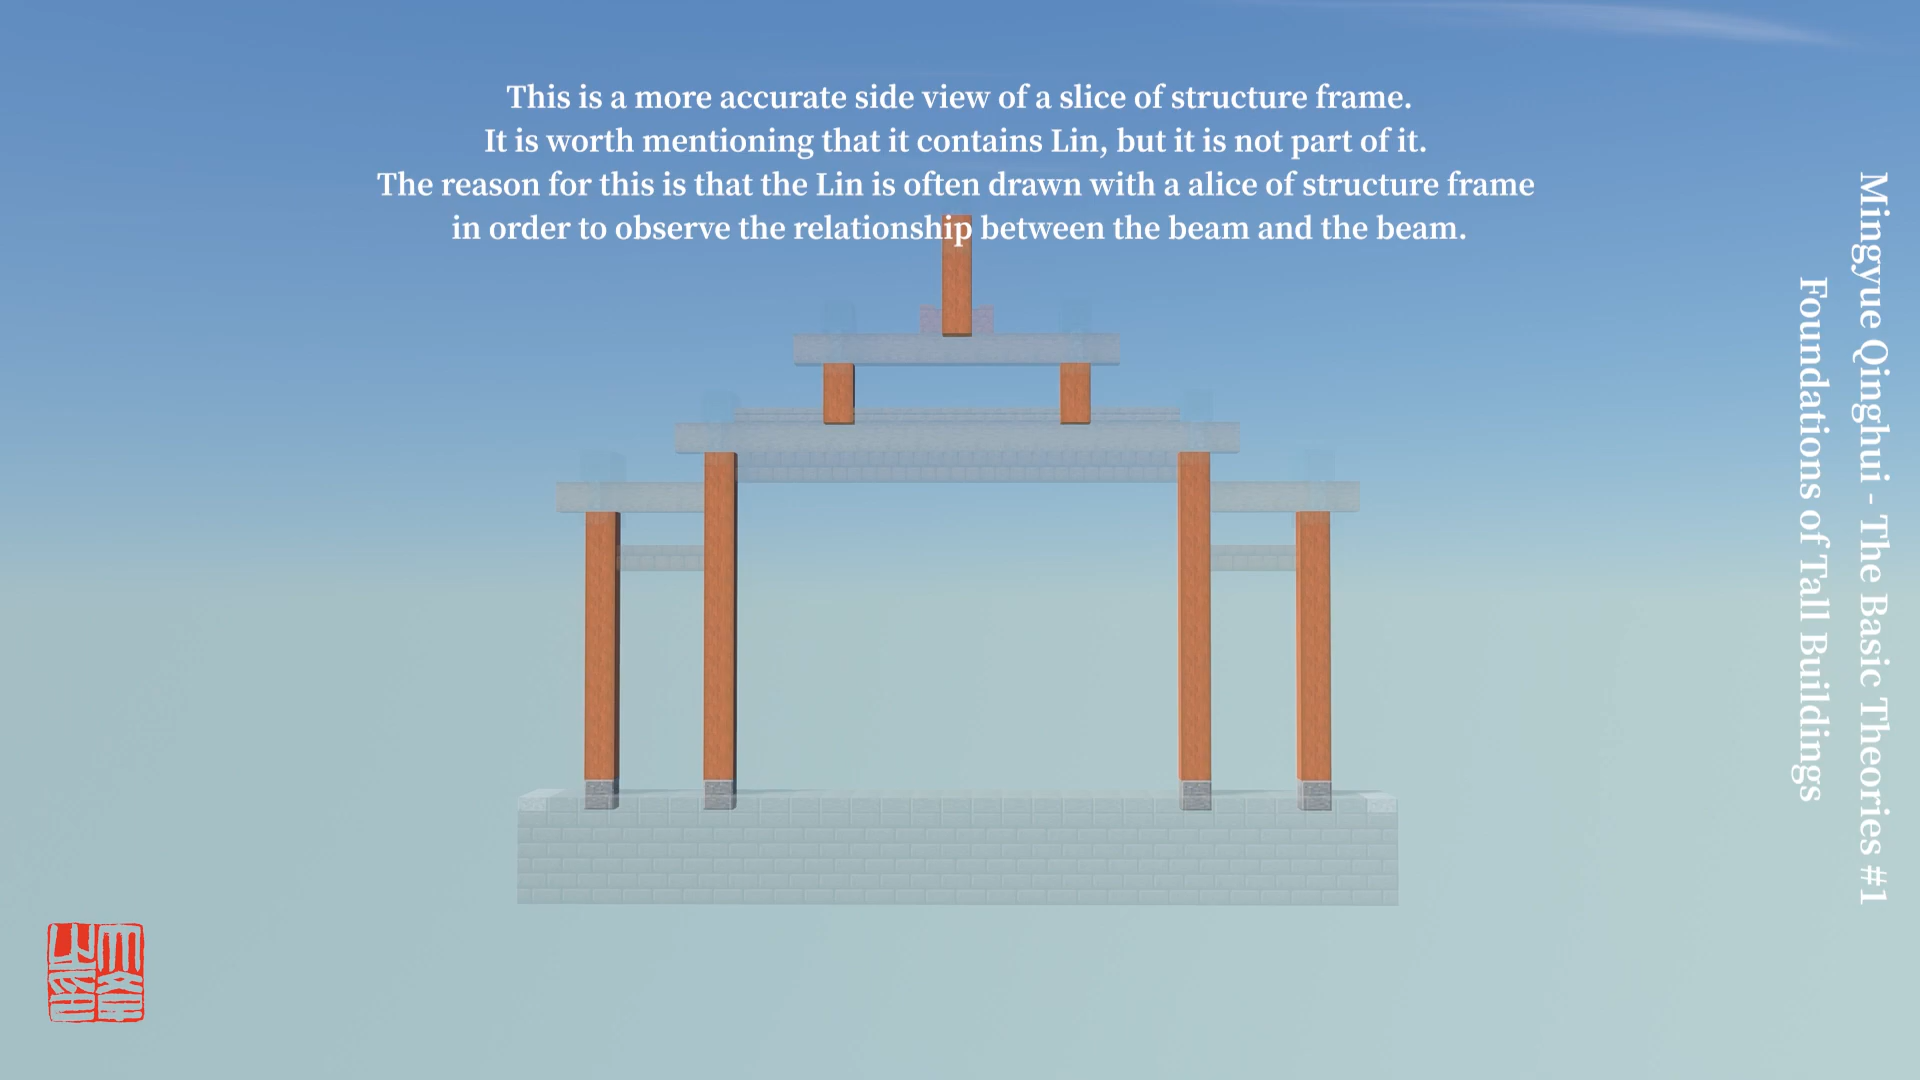 This is a more accurate side view of a slice of structure frame.
It is worth mentioning that it contains Lin, but it is not part of it.
The reason for this is that the Lin is often drawn with a alice of structure frame
in order to observe the relationship between the beam and the beam.
Mingyue Qinghui - The Basic Theories #1
Foundations of Tall Buildings